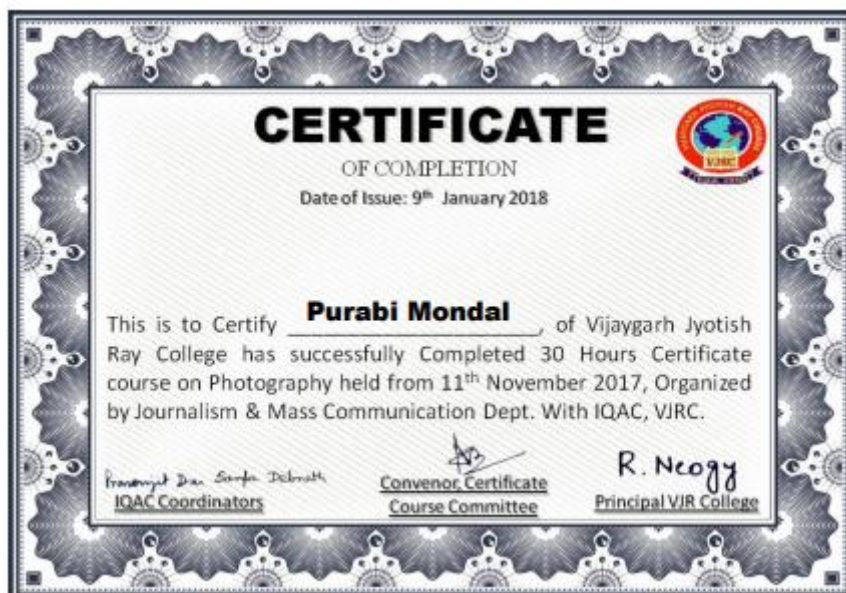 CERTIFICATE
OF COMPLETION
Date of Issue: 9th January 2018
VJRC
This is to Certify Purabi Mondal, of Vijaygarh Jyotish
Ray College has successfully Completed 30 Hours Certificate
course on Photography held from 11th November 2017, Organized
by Journalism & Mass Communication Dept. With IQAC, VJRC.
R. Neogy
IQAC Coordinators
Convenor, Certificate
Course Committee
Principal VJR College